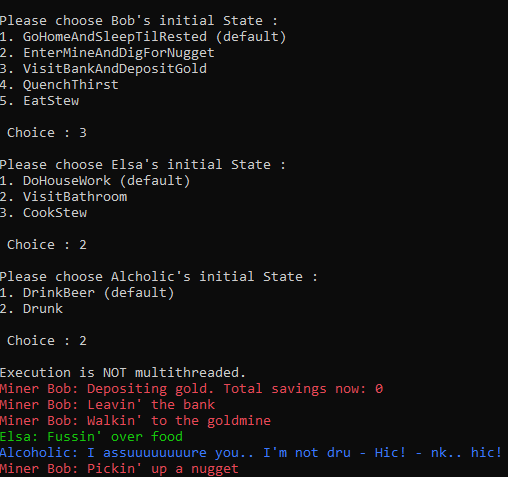 Please choose Bob's initial State :
1. GoHomeAndSleepTilRested (default)
2. EnterMineAndDigForNugget
3. VisitBankAndDepositGold
4. QuenchThirst
5. EatStew
Choice : 3
Please choose Elsa's initial State :
1. DoHouseWork (default)
2. VisitBathroom
3. CookStew
Choice : 2
Please choose Alcholic's initial State :
1. DrinkBeer (default)
2. Drunk
Choice : 2
Execution is NOT multithreaded.
Miner Bob: Depositing gold. Total savings now: 0
Miner Bob: Leavin' the bank
Miner Bob: Walkin' to the goldmine
Elsa: Fussin' over food
Alcoholic: I assuuuuuuuuure you.. I'm not dru - Hic! - nk.. hic!
Miner Bob: Pickin' up a nugget